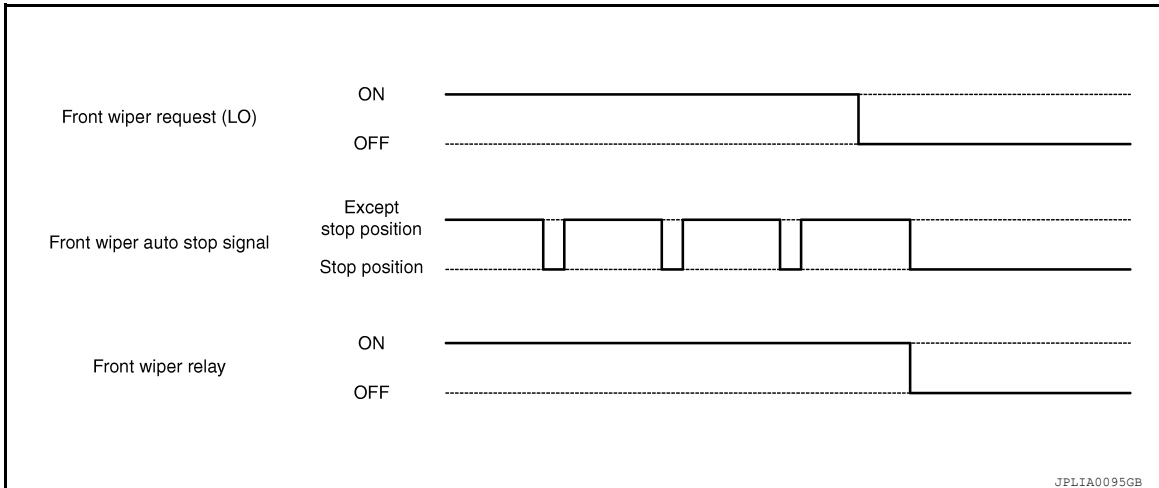 ON
Front wiper request (LO)
OFF
Except
stop position
Front wiper auto stop signal
Stop position
ON
Front wiper relay
OFF
JPLIA0095GB